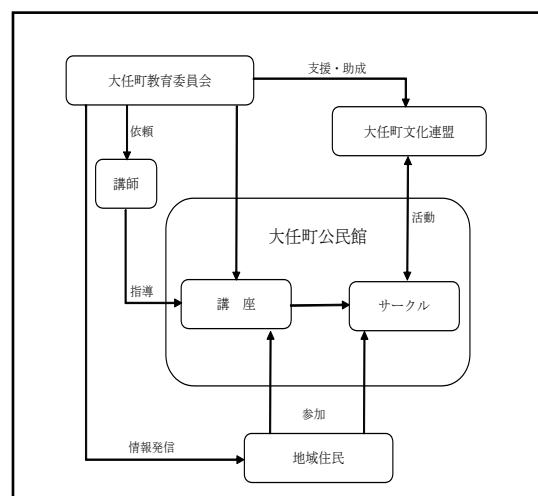 大任町教育委員会
支援・助成
大任町文化連盟
依頼
講師
活動
大任町公民館
指導
講　座
サークル
参加
情報発信
地域住民